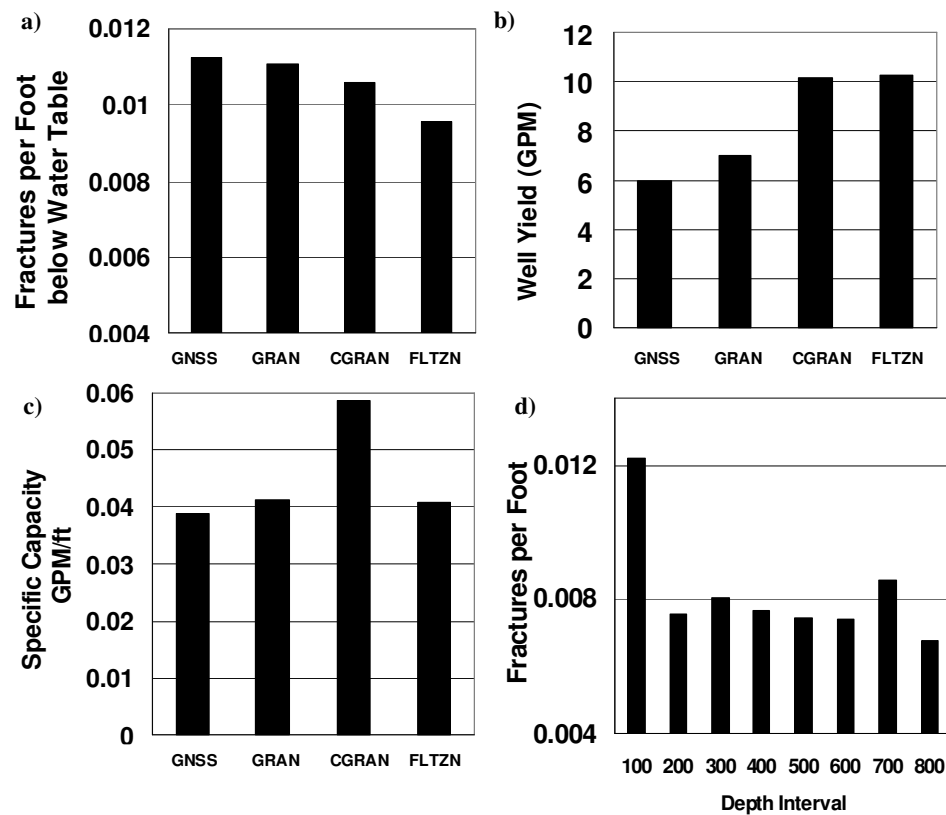 a)
Fractures per Foot
below Water Table
0.012
0.01
0.008
0.006
0.004
GNSS GRAN CGRAN FLTZN
b)
Well Yield (GPM)
12
10
8
6
4
2
0
GNSS GRAN CGRAN FLTZN
c)
Specific Capacity
GPM/ft
0.06
0.05
0.04
0.03
0.02
0.01
0
GNSS GRAN CGRAN FLTZN
d)
Fractures per Foot
0.012
0.008
0.004
100 200 300 400 500 600 700 800
Depth Interval